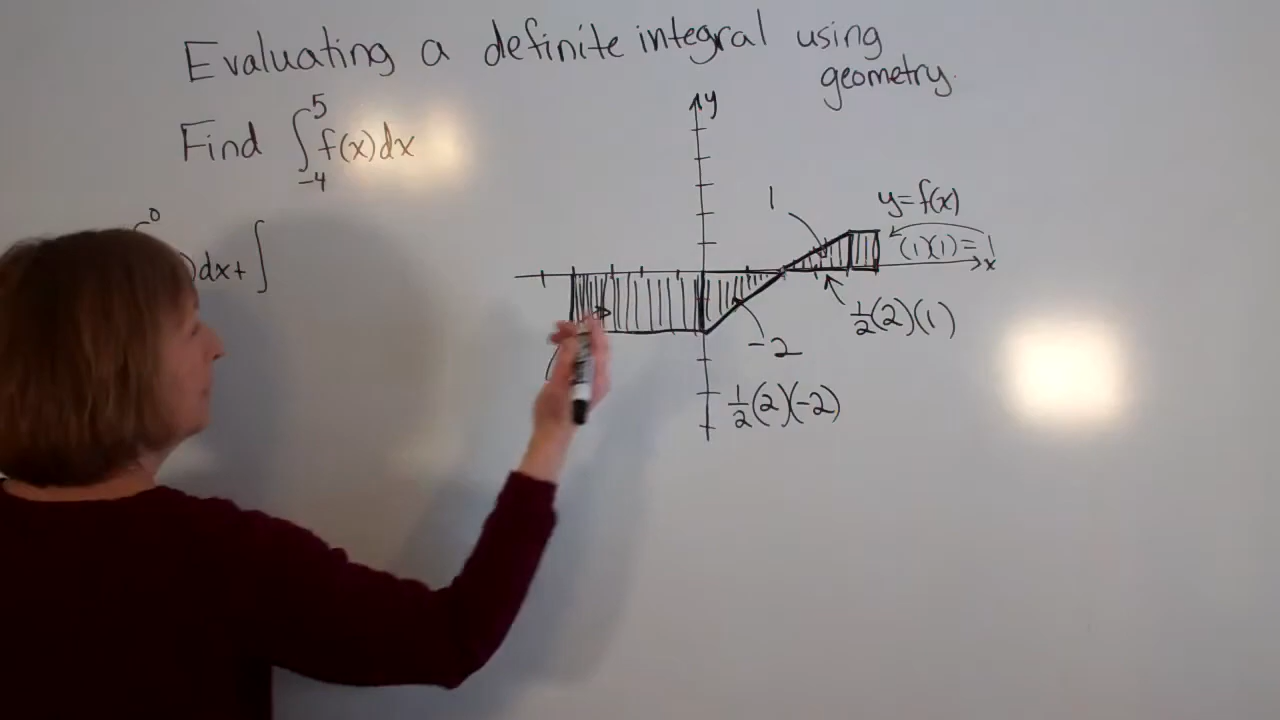 Evaluating a definite integral using
geometry.
Find ∫₋₄⁵ f(x)dx
0
)dx + ∫
y
1
y=f(x)
(1)(1)=1
x
½(2)(1)
-2
½(2)(-2)